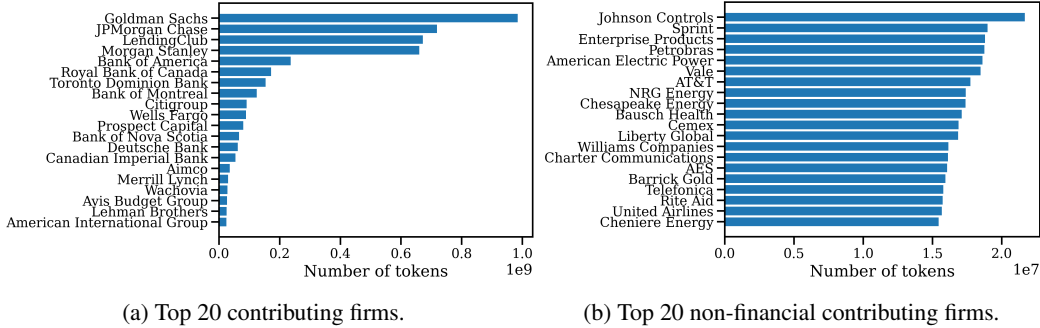 Goldman Sachs
JPMorgan Chase
LendingClub
Morgan Stanley
Bank of America
Royal Bank of Canada
Toronto Dominion Bank
Bank of Montreal
Citigroup
Wells Fargo
Prospect Capital
Bank of Nova Scotia
Deutsche Bank
Canadian Imperial Bank
Aimco
Merrill Lynch
Wachovia
Avis Budget Group
Lehman Brothers
American International Group
0.0 0.2 0.4 0.6 0.8 1.0
Number of tokens 1e9
(a) Top 20 contributing firms.
Johnson Controls
Sprint
Enterprise Products
Petrobras
American Electric Power
Vale
AT&T
NRG Energy
Chesapeake Energy
Bausch Health
Cemex
Liberty Global
Williams Companies
Charter Communications
AES
Barrick Gold
Telefonica
Rite Aid
United Airlines
Cheniere Energy
0.0 0.5 1.0 1.5 2.0
Number of tokens 1e7
(b) Top 20 non-financial contributing firms.